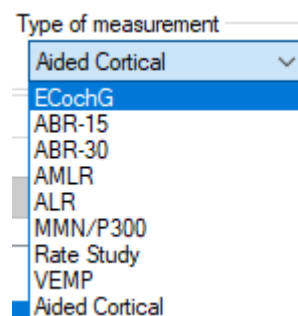 Type of measurement
Aided Cortical
ECochG
ABR-15
ABR-30
AMLR
ALR
MMN/P300
Rate Study
VEMP
Aided Cortical